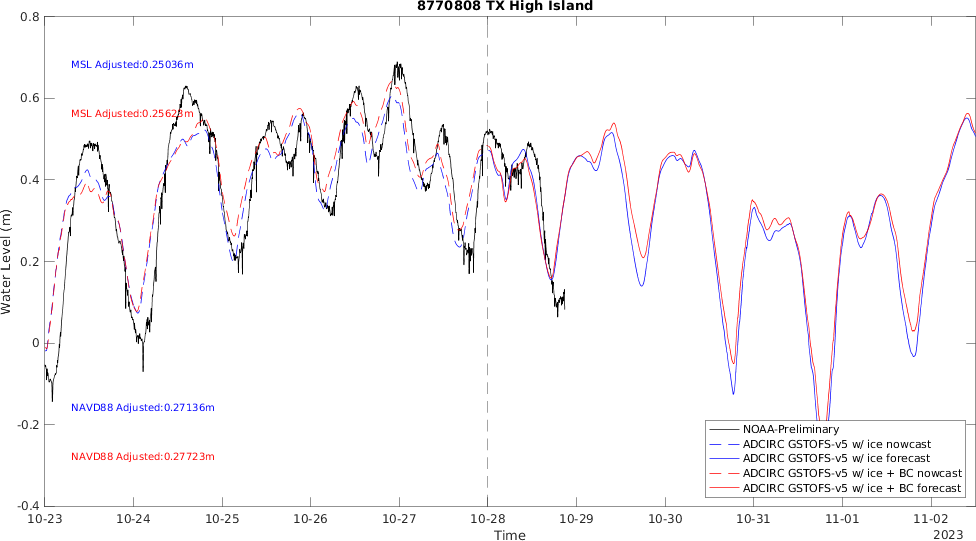 8770808 TX High Island
0.8
0.6
0.4
0.2
0
-0.2
-0.4
Water Level (m)
MSL Adjusted:0.25036m
MSL Adjusted:0.25623m
NAVD88 Adjusted:0.27136m
NAVD88 Adjusted:0.27723m
NOAA-Preliminary
ADCIRC GSTOFS-v5 w/ ice nowcast
ADCIRC GSTOFS-v5 w/ ice forecast
ADCIRC GSTOFS-v5 w/ ice + BC nowcast
ADCIRC GSTOFS-v5 w/ ice + BC forecast
10-23 10-24 10-25 10-26 10-27 10-28 10-29 10-30 10-31 11-01 11-02
Time
2023